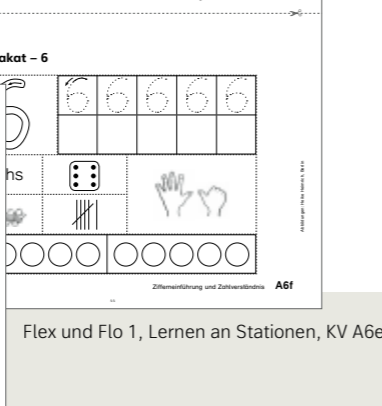 akat – 6
6 6 6 6 6
hs
Ziffereinführung und Zahlverständnis A6f
Flex und Flo 1, Lernen an Stationen, KV A6e